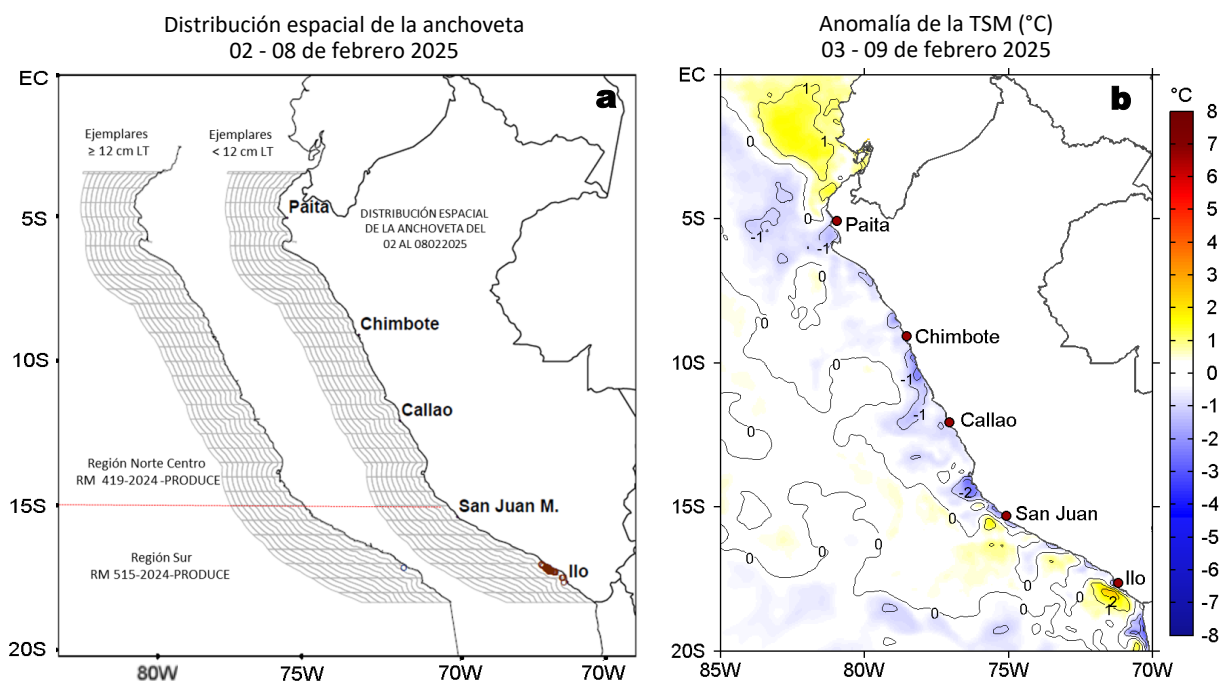 Distribución espacial de la anchoveta
02 - 08 de febrero 2025
EC
5S
10S
15S
20S
80W
75W
70W
70W
a
Ejemplares
≥ 12 cm LT
Ejemplares
< 12 cm LT
Paita
DISTRIBUCIÓN ESPACIAL
DE LA ANCHOVETA DEL
02 AL 08022025
Chimbote
Callao
Región Norte Centro
RM 419-2024 -PRODUCE
San Juan M.
Región Sur
RM 515-2024-PRODUCE
Ilo
Anomalía de la TSM (°C)
03 - 09 de febrero 2025
EC
5S
10S
15S
20S
85W
80W
75W
70W
b
1
1
0
0
-1
-1
Paita
0
0
Chimbote
0
-1
-1
0
Callao
-2
0
San Juan
0
0
Ilo
0
2
1
0
0
0
°C
8
7
6
5
4
3
2
1
0
-1
-2
-3
-4
-5
-6
-7
-8